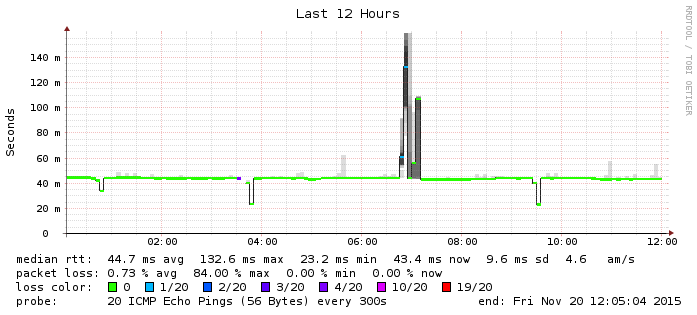 Last 12 Hours
RRDTOOL / TOBI OETIKER
Seconds
140 m
120 m
100 m
80 m
60 m
40 m
20 m
0
02:00 04:00 06:00 08:00 10:00 12:00
median rtt: 44.7 ms avg 132.6 ms max 23.2 ms min 43.4 ms now 9.6 ms sd 4.6 am/s
packet loss: 0.73 % avg 84.00 % max 0.00 % min 0.00 % now
loss color: 0 1/20 2/20 3/20 4/20 10/20 19/20
probe: 20 ICMP Echo Pings (56 Bytes) every 300s end: Fri Nov 20 12:05:04 2015